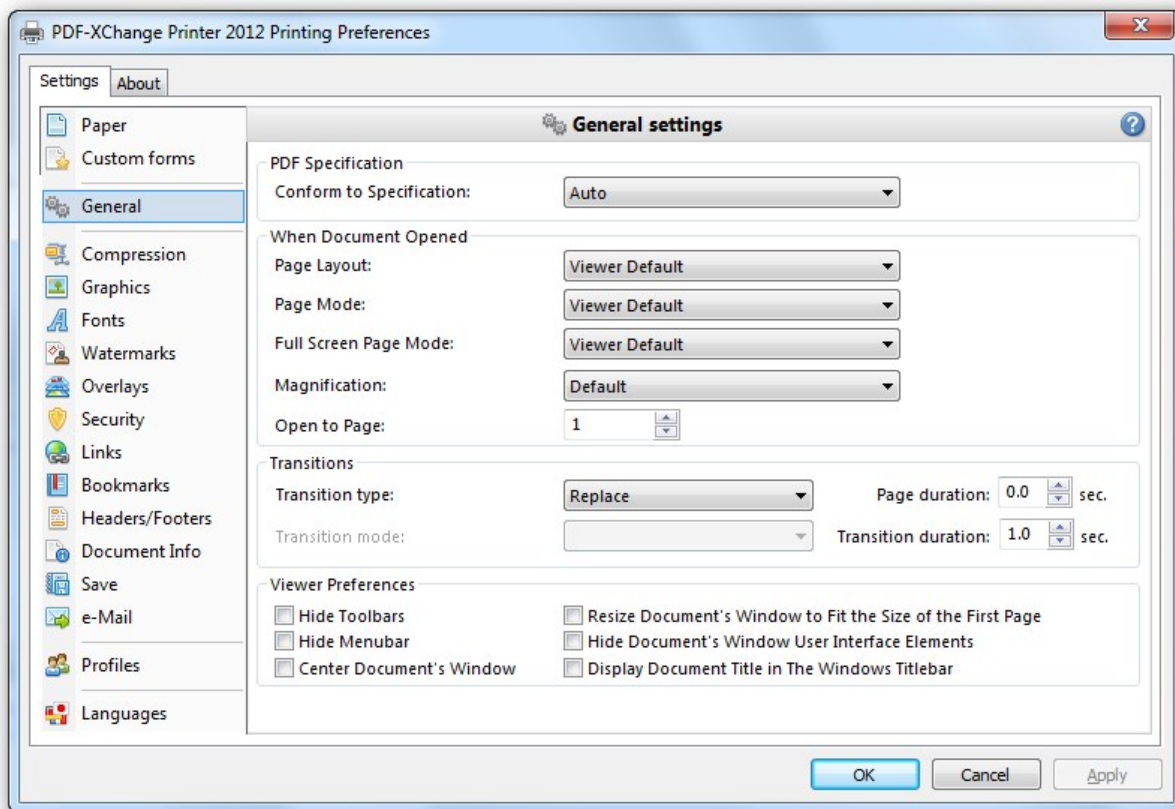 PDF-XChange Printer 2012 Printing Preferences
Settings About
Paper
Custom forms
General
Compression
Graphics
Fonts
Watermarks
Overlays
Security
Links
Bookmarks
Headers/Footers
Document Info
Save
e-Mail
Profiles
Languages
General settings
PDF Specification
Conform to Specification: Auto
When Document Opened
Page Layout: Viewer Default
Page Mode: Viewer Default
Full Screen Page Mode: Viewer Default
Magnification: Default
Open to Page: 1
Transitions
Transition type: Replace Page duration: 0.0 sec.
Transition mode: Transition duration: 1.0 sec.
Viewer Preferences
Hide Toolbars Resize Document's Window to Fit the Size of the First Page
Hide Menubar Hide Document's Window User Interface Elements
Center Document's Window Display Document Title in The Windows Titlebar
OK Cancel Apply